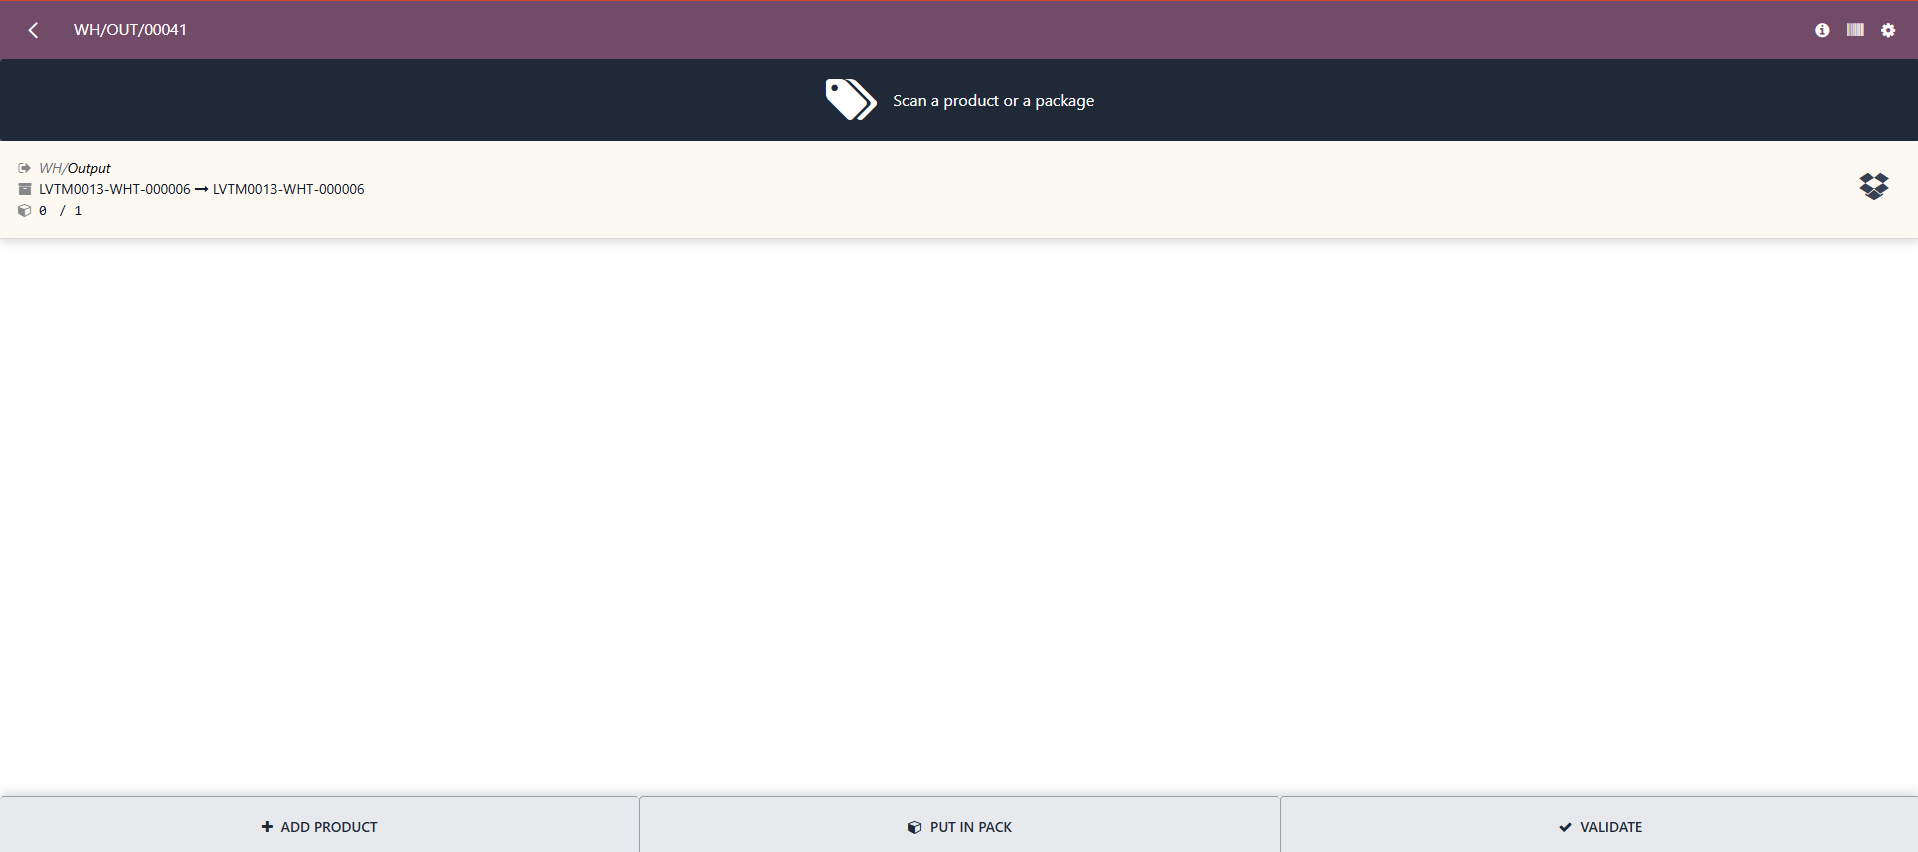 WH/OUT/00041
Scan a product or a package
WH/Output
LVTM0013-WHT-000006 → LVTM0013-WHT-000006
0 / 1
ADD PRODUCT
PUT IN PACK
VALIDATE